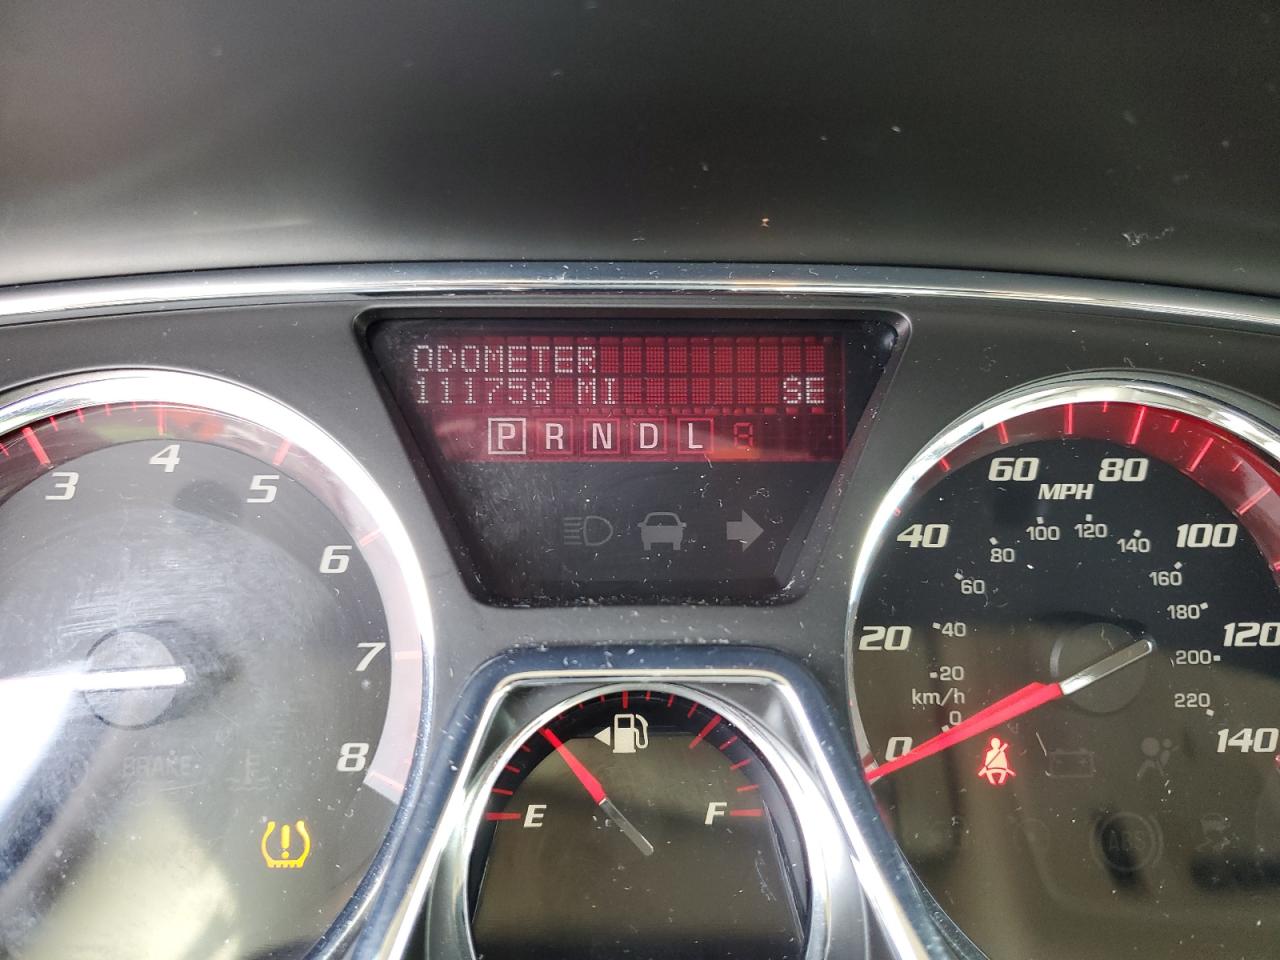 ODOMETER
111758 MI SE
P R N D L
3 4 5 6 7 8
BRAKE
E F
MPH
0 20 40 60 80 100 120 140
km/h
0 20 40 60 80 100 120 140 160 180 200 220
ABS